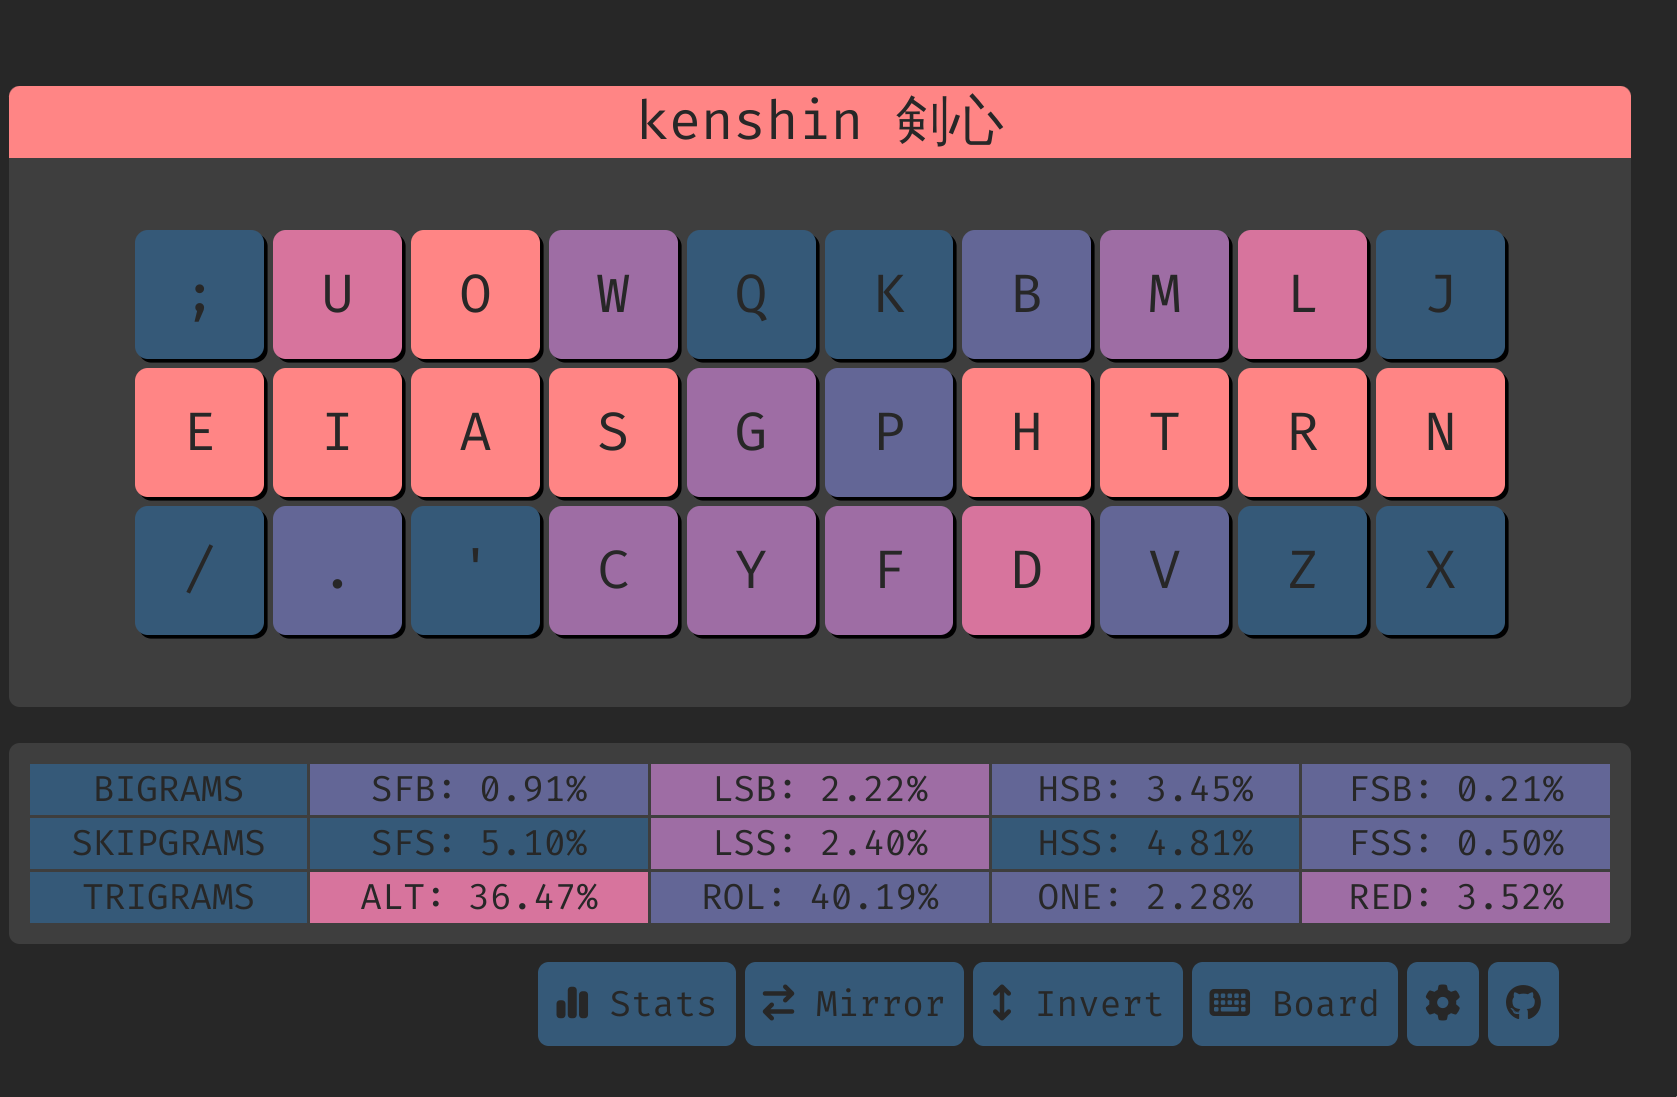 kenshin 剣心
; U O W Q K B M L J
E I A S G P H T R N
/ . ' C Y F D V Z X
BIGRAMS SFB: 0.91% LSB: 2.22% HSB: 3.45% FSB: 0.21%
SKIPGRAMS SFS: 5.10% LSS: 2.40% HSS: 4.81% FSS: 0.50%
TRIGRAMS ALT: 36.47% ROL: 40.19% ONE: 2.28% RED: 3.52%
Stats Mirror Invert Board